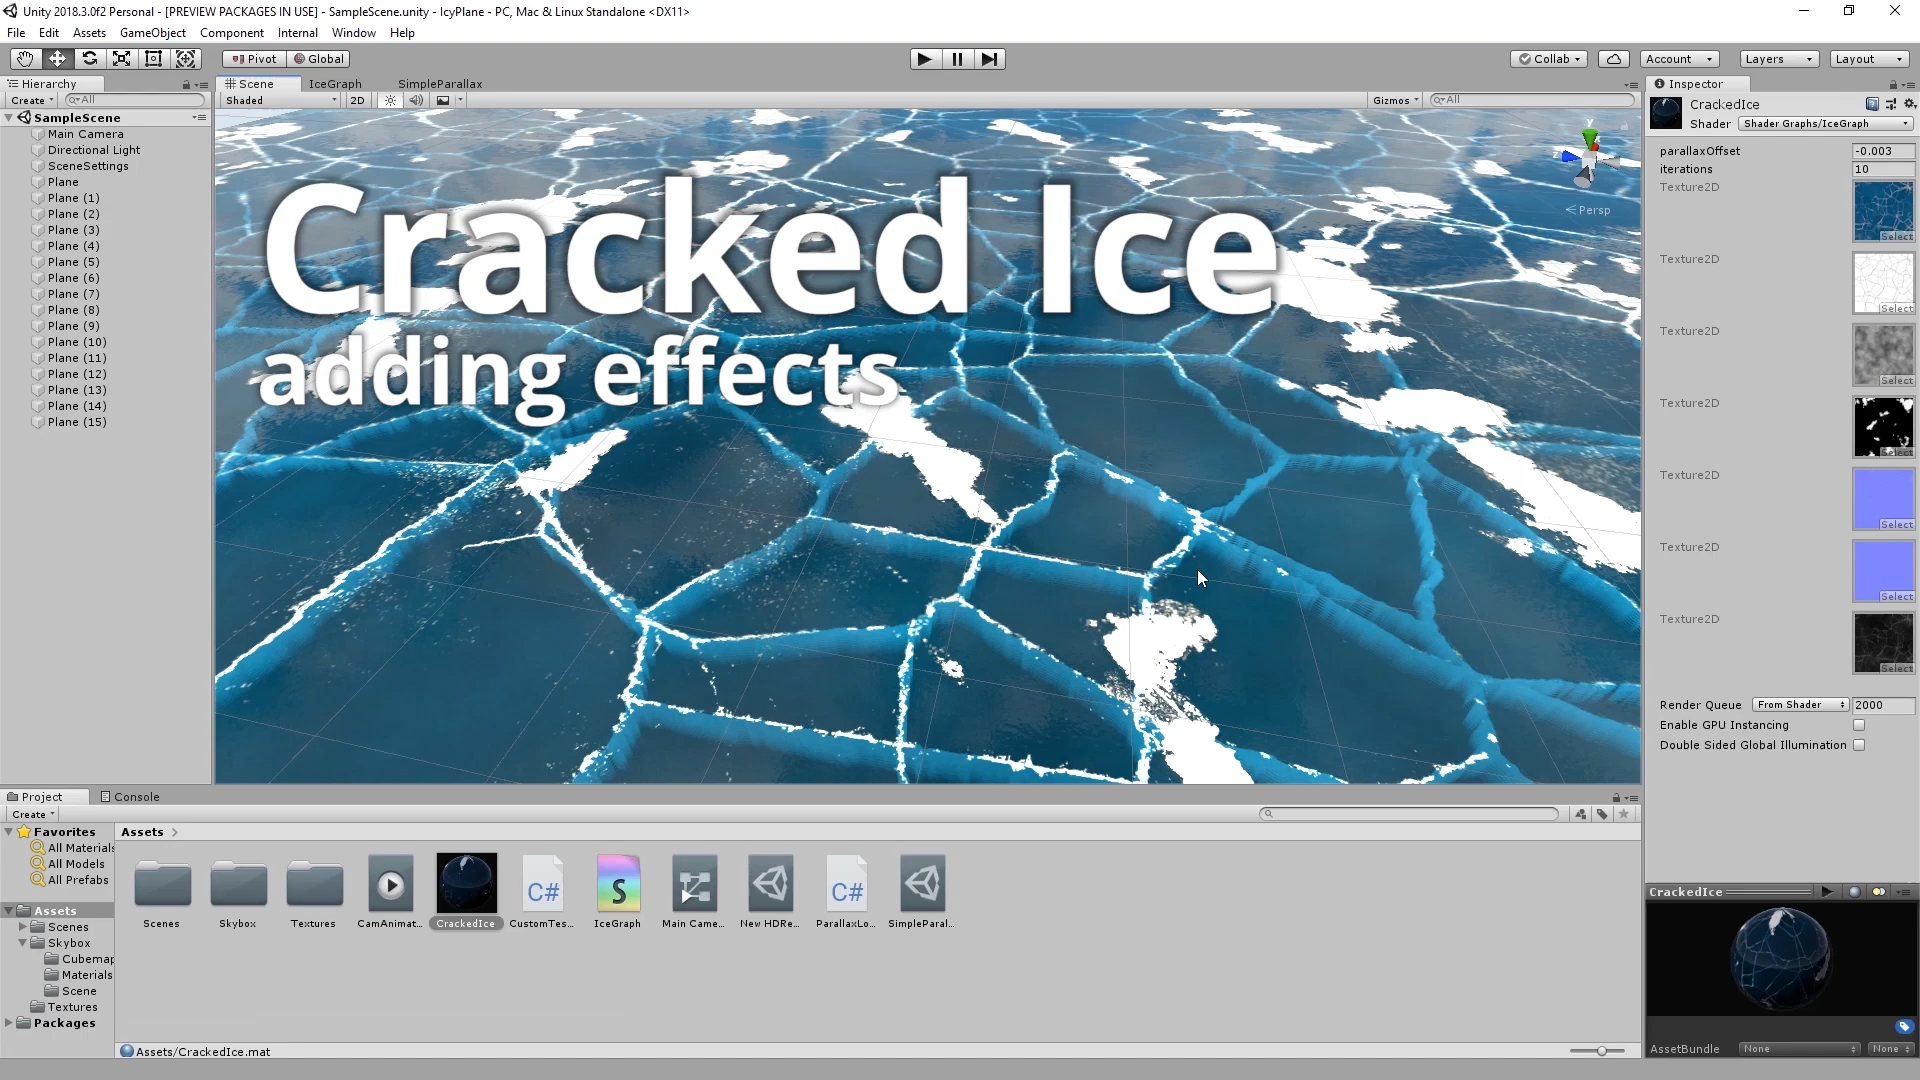 Unity 2018.3.0f2 Personal - [PREVIEW PACKAGES IN USE] - SampleScene.unity - IcyPlane - PC, Mac & Linux Standalone <DX11>
File Edit Assets GameObject Component Internal Window Help
Pivot Global Collab Account Layers Layout
Hierarchy
Create All
SampleScene
Main Camera
Directional Light
SceneSettings
Plane
Plane (1)
Plane (2)
Plane (3)
Plane (4)
Plane (5)
Plane (6)
Plane (7)
Plane (8)
Plane (9)
Plane (10)
Plane (11)
Plane (12)
Plane (13)
Plane (14)
Plane (15)
Scene IceGraph SimpleParallax
Shaded 2D Gizmos All
Cracked Ice
adding effects
y
z
Persp
Inspector
CrackedIce
Shader Shader Graphs/IceGraph
parallaxOffset -0.003
iterations 10
Texture2D
Select
Texture2D
Select
Texture2D
Select
Texture2D
Select
Texture2D
Select
Texture2D
Select
Texture2D
Select
Render Queue From Shader 2000
Enable GPU Instancing
Double Sided Global Illumination
Project Console
Create
Favorites
All Materials
All Models
All Prefabs
Assets
Scenes
Skybox
Cubemap
Materials
Scene
Textures
Packages
Assets
C#
S
C#
Scenes Skybox Textures CamAnimat... CrackedIce CustomTes... IceGraph Main Came... New HDRe... ParallaxLo... SimpleParal...
Assets/CrackedIce.mat
CrackedIce
AssetBundle None None